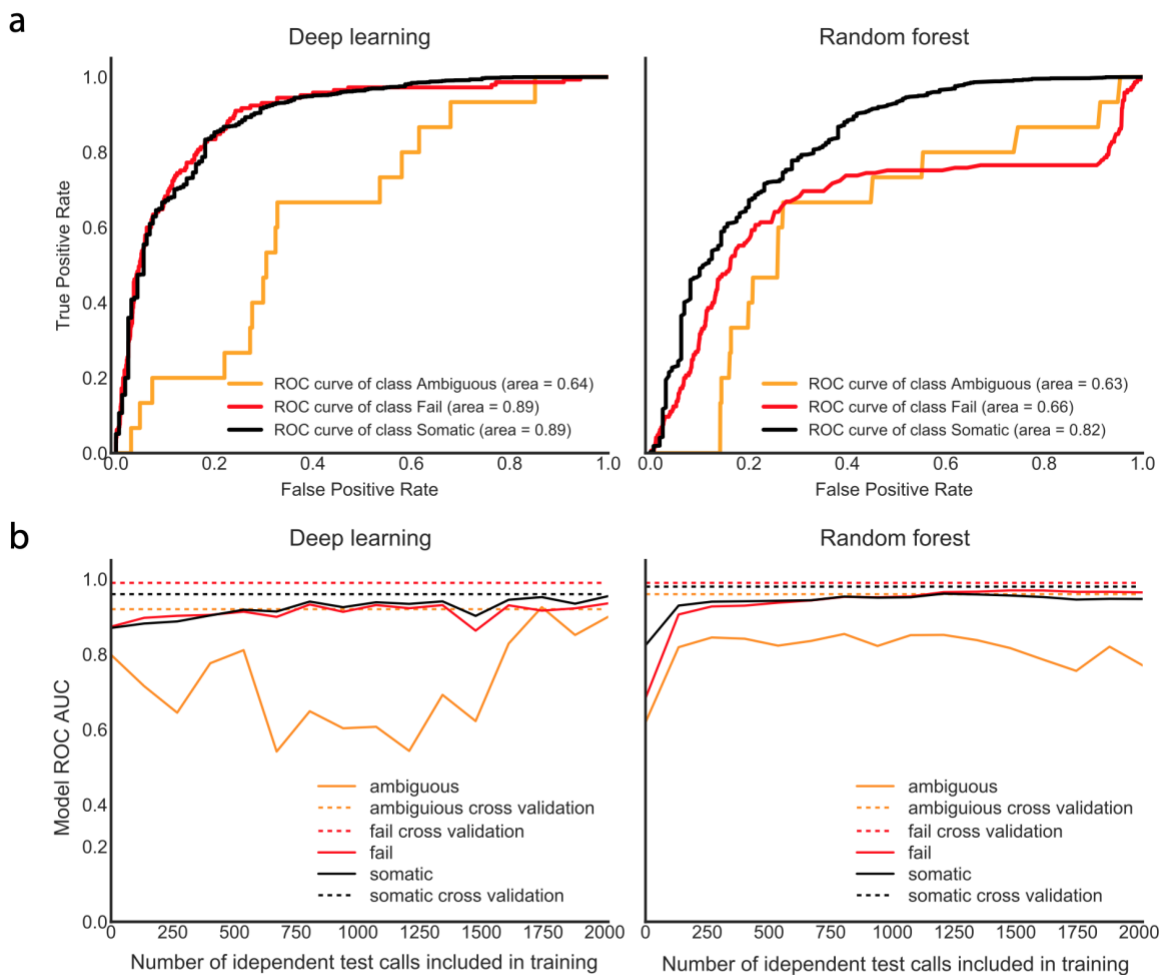 a
Deep learning
Random forest
True Positive Rate
1.0
0.8
0.6
0.4
0.2
0.0
ROC curve of class Ambiguous (area = 0.64)
ROC curve of class Fail (area = 0.89)
ROC curve of class Somatic (area = 0.89)
0.0 0.2 0.4 0.6 0.8 1.0
False Positive Rate
ROC curve of class Ambiguous (area = 0.63)
ROC curve of class Fail (area = 0.66)
ROC curve of class Somatic (area = 0.82)
0.0 0.2 0.4 0.6 0.8 1.0
False Positive Rate
b
Deep learning
Random forest
Model ROC AUC
1.0
0.8
0.6
0.4
0.2
0.0
ambiguous
ambiguious cross validation
fail cross validation
fail
somatic
somatic cross validation
0 250 500 750 1000 1250 1500 1750 2000
Number of idependent test calls included in training
ambiguous
ambiguious cross validation
fail cross validation
fail
somatic
somatic cross validation
0 250 500 750 1000 1250 1500 1750 2000
Number of idependent test calls included in training